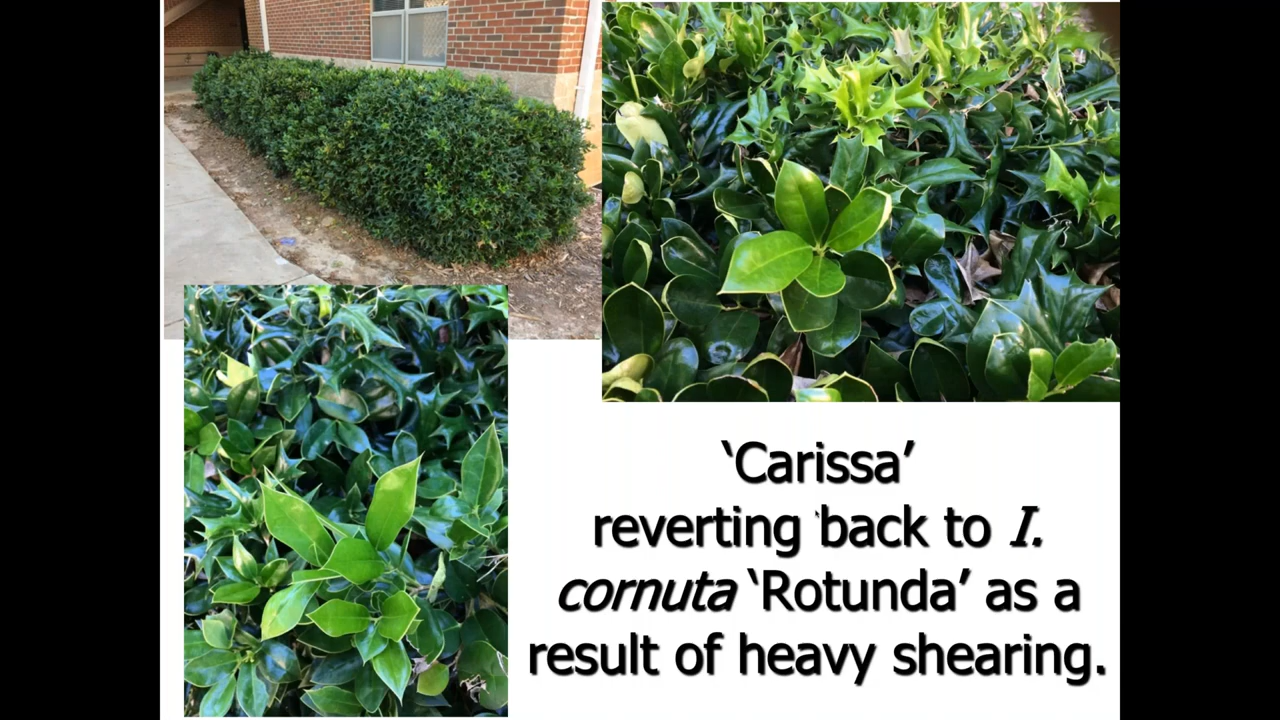 ‘Carissa’
reverting back to I.
cornuta ‘Rotunda’ as a
result of heavy shearing.